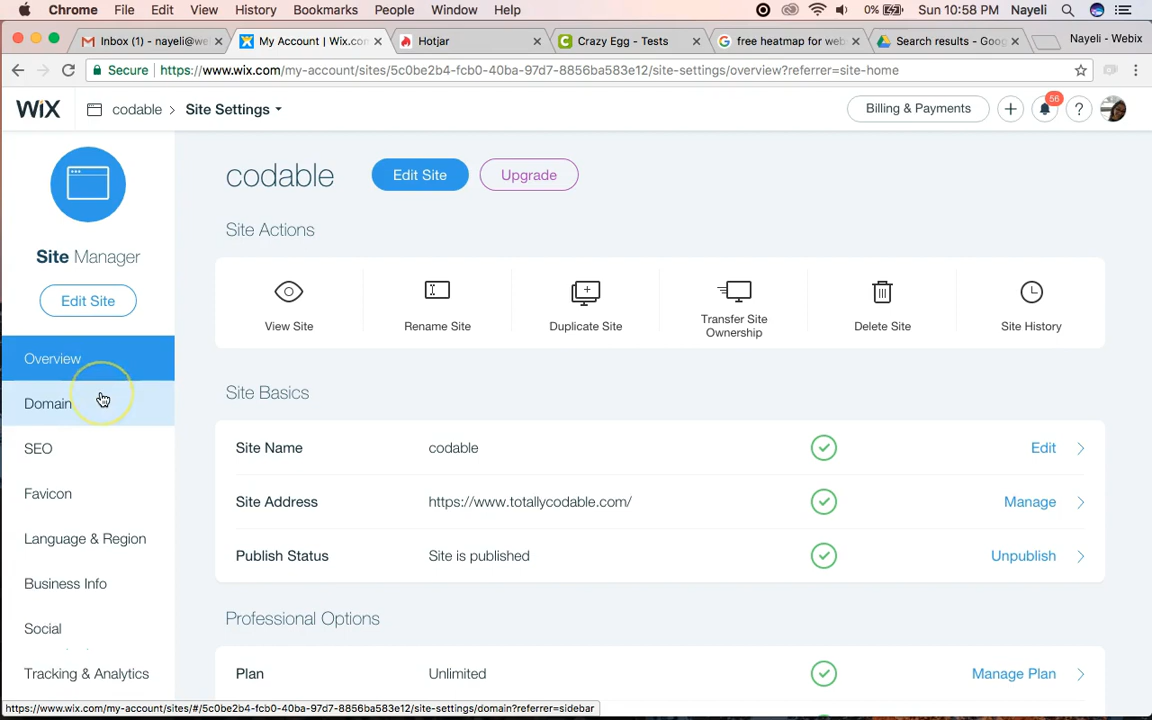 Chrome File Edit View History Bookmarks People Window Help 0% Sun 10:58 PM Nayeli
Inbox (1) - nayeli@we × My Account | Wix.com × Hotjar × Crazy Egg - Tests × free heatmap for web × Search results - Goog × Nayeli - Webix
Secure https://www.wix.com/my-account/sites/5c0be2b4-fcb0-40ba-97d7-8856ba583e12/site-settings/overview?referrer=site-home
WiX codable > Site Settings Billing & Payments + 56 ?
codable Edit Site Upgrade
Site Actions
Site Manager
Edit Site
View Site Rename Site Duplicate Site Transfer Site Ownership Delete Site Site History
Overview
Site Basics
Domain
Site Name codable Edit
SEO
Favicon
Site Address https://www.totallycodable.com/ Manage
Language & Region
Publish Status Site is published Unpublish
Business Info
Professional Options
Social
Tracking & Analytics
Plan Unlimited Manage Plan
https://www.wix.com/my-account/sites/#/5c0be2b4-fcb0-40ba-97d7-8856ba583e12/site-settings/domain?referrer=sidebar